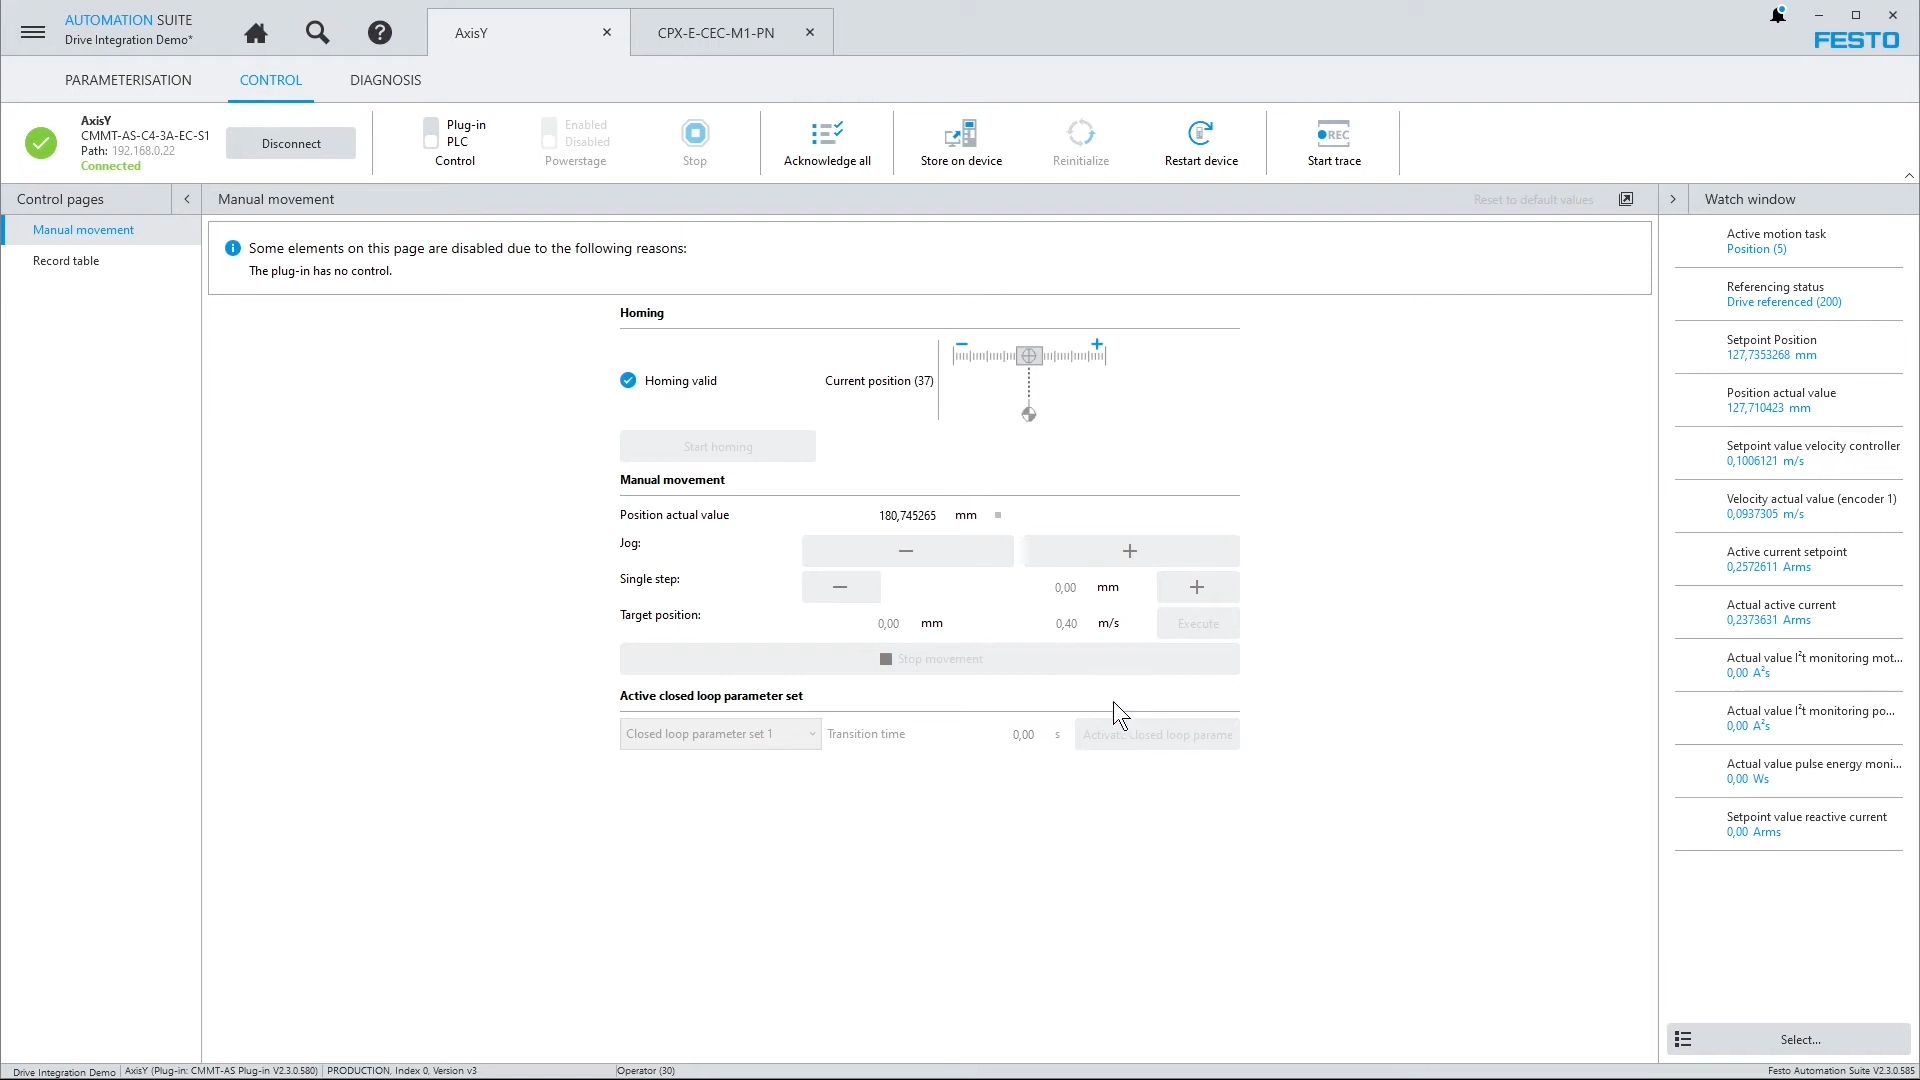 AUTOMATION SUITE
Drive Integration Demo*
AxisY
CPX-E-CEC-M1-PN
FESTO
PARAMETERISATION
CONTROL
DIAGNOSIS
AxisY
CMMT-AS-C4-3A-EC-S1
Path: 192.168.0.22
Connected
Disconnect
Plug-in
PLC
Control
Enabled
Disabled
Powerstage
Stop
Acknowledge all
Store on device
Reinitialize
Restart device
REC
Start trace
Control pages
Manual movement
Record table
Manual movement
Reset to default values
Some elements on this page are disabled due to the following reasons:
The plug-in has no control.
Homing
Homing valid
Current position (37)
Start homing
Manual movement
Position actual value 180,745265 mm
Jog:
Single step: 0,00 mm
Target position: 0,00 mm 0,40 m/s Execute
Stop movement
Active closed loop parameter set
Closed loop parameter set 1 Transition time 0,00 s Activate closed loop parame
Watch window
Active motion task
Position (5)
Referencing status
Drive referenced (200)
Setpoint Position
127,7353268 mm
Position actual value
127,710423 mm
Setpoint value velocity controller
0,1006121 m/s
Velocity actual value (encoder 1)
0,0937305 m/s
Active current setpoint
0,2572611 Arms
Actual active current
0,2373631 Arms
Actual value I²t monitoring mot...
0,00 A²s
Actual value I²t monitoring po...
0,00 A²s
Actual value pulse energy moni...
0,00 Ws
Setpoint value reactive current
0,00 Arms
Select...
Drive Integration Demo AxisY (Plug-in: CMMT-AS Plug-in V2.3.0.580) PRODUCTION, Index 0, Version v3 Operator (30) Festo Automation Suite V2.3.0.585